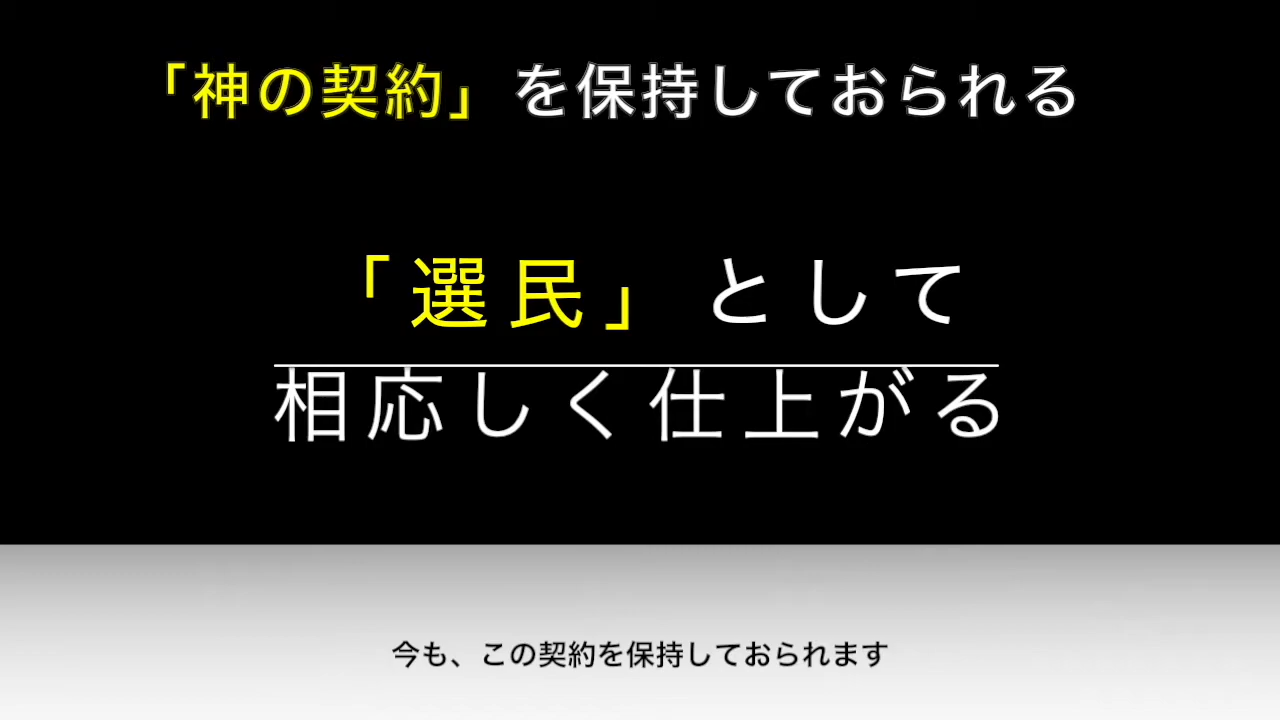 「神の契約」を保持しておられる
「選民」として
相応しく仕上がる
今も、この契約を保持しておられます